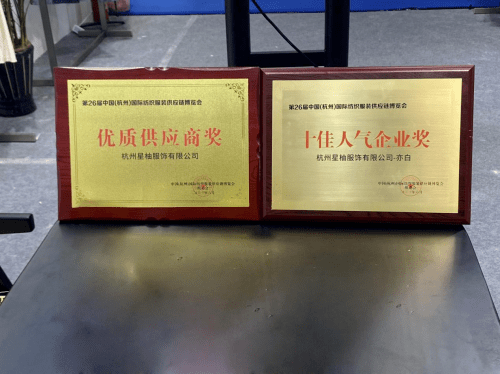 第26届中国(杭州)国际纺织服装供应链博览会
优质供应商奖
杭州星柚服饰有限公司
第26届中国(杭州)国际纺织服装供应链博览会
十佳人气企业奖
杭州星柚服饰有限公司-亦白